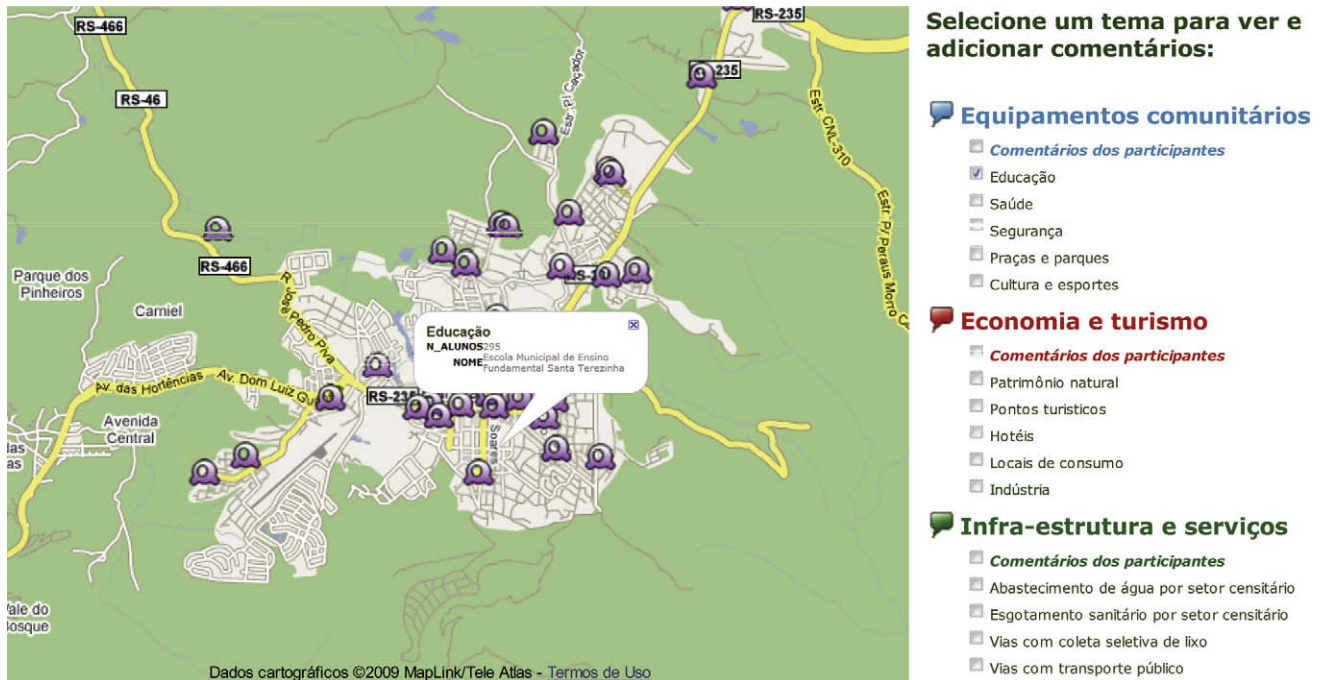 RS-466
RS-235
Selecione um tema para ver e
adicionar comentários:
235
RS-46
Estr. P/ Caçador
Estr. CNL-310
Equipamentos comunitários
Comentários dos participantes
Educação
Saúde
Segurança
Praças e parques
Cultura e esportes
Estr. P/ Peraus Morro
RS-466
Parque dos
Pinheiros
Carniel
R. José Pedro Piva
Educação
N_ALUNOS 295
NOME Escola Municipal de Ensino
Fundamental Santa Terezinha
Economia e turismo
Comentários dos participantes
Patrimônio natural
Pontos turisticos
Hotéis
Locais de consumo
Indústria
Av. das Hortências
Av. Dom Luiz
RS-235
Avenida
Central
Soares
Infra-estrutura e serviços
Comentários dos participantes
Abastecimento de água por setor censitário
Esgotamento sanitário por setor censitário
Vias com coleta seletiva de lixo
Vias com transporte público
Vale do
Bosque
Dados cartográficos ©2009 MapLink/Tele Atlas - Termos de Uso